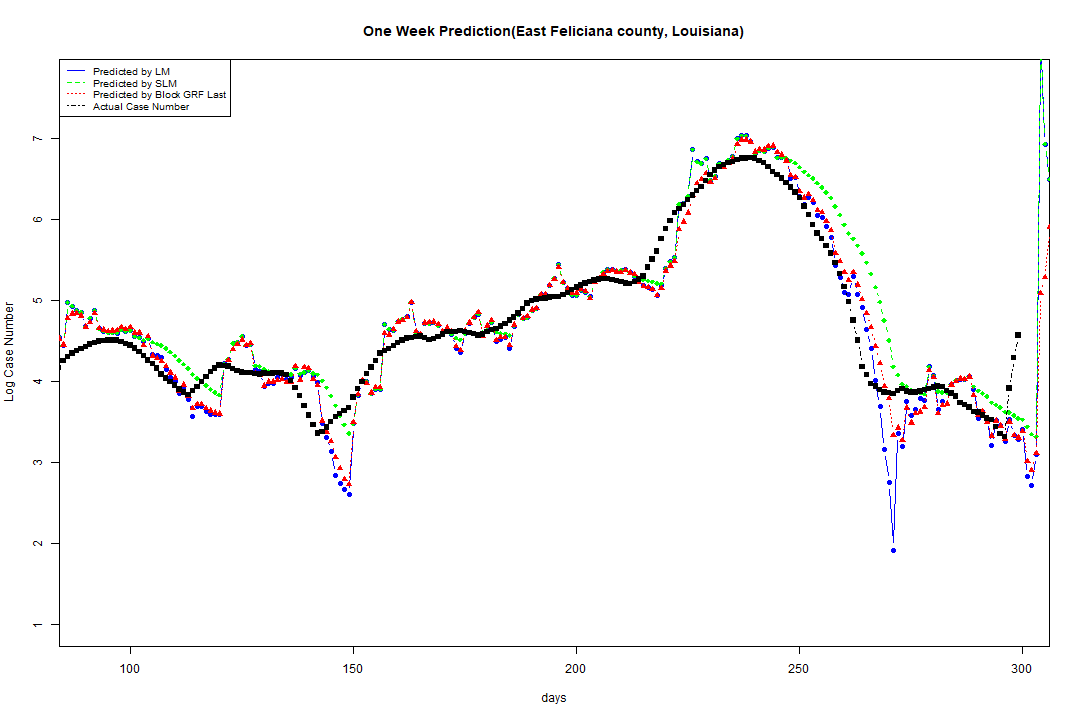 One Week Prediction(East Feliciana county, Louisiana)
Predicted by LM
Predicted by SLM
Predicted by Block GRF Last
Actual Case Number
Log Case Number
7
6
5
4
3
2
1
100 150 200 250 300
days